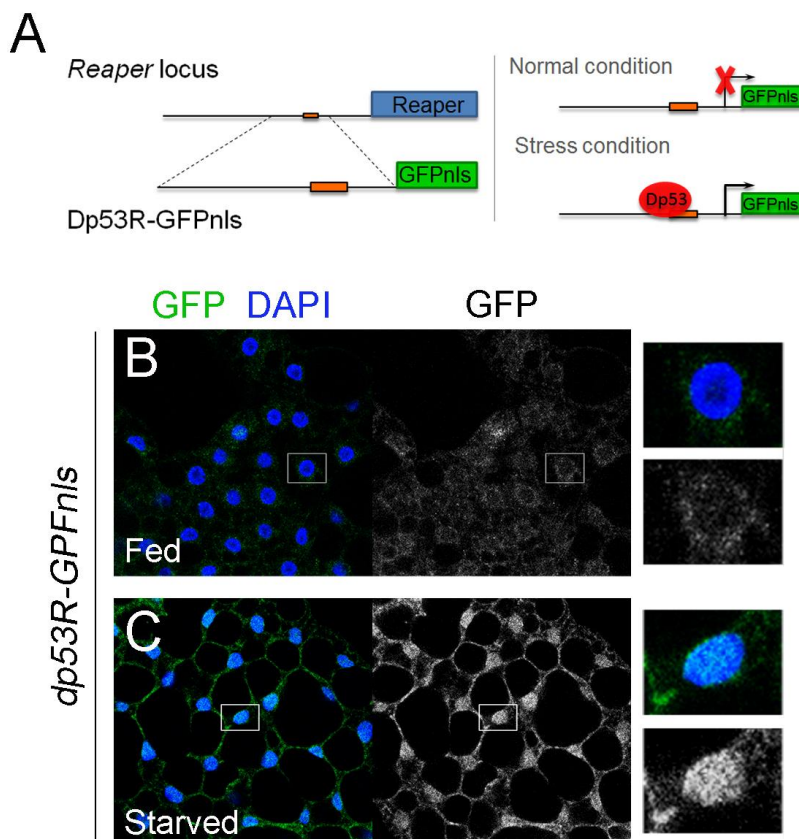 A
Reaper locus
Reaper
GFPnls
Dp53R-GFPnls
Normal condition
GFPnls
Stress condition
Dp53
GFPnls
GFP DAPI GFP
dp53R-GPFnls
B
Fed
C
Starved